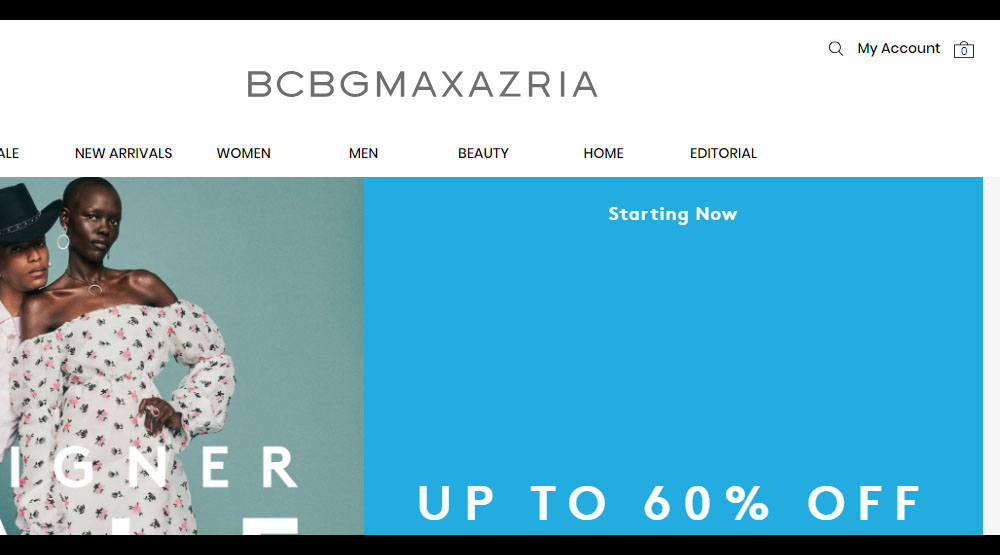 My Account
0
BCBGMAXAZRIA
ALE NEW ARRIVALS WOMEN MEN BEAUTY HOME EDITORIAL
Starting Now
IGNER
UP TO 60% OFF